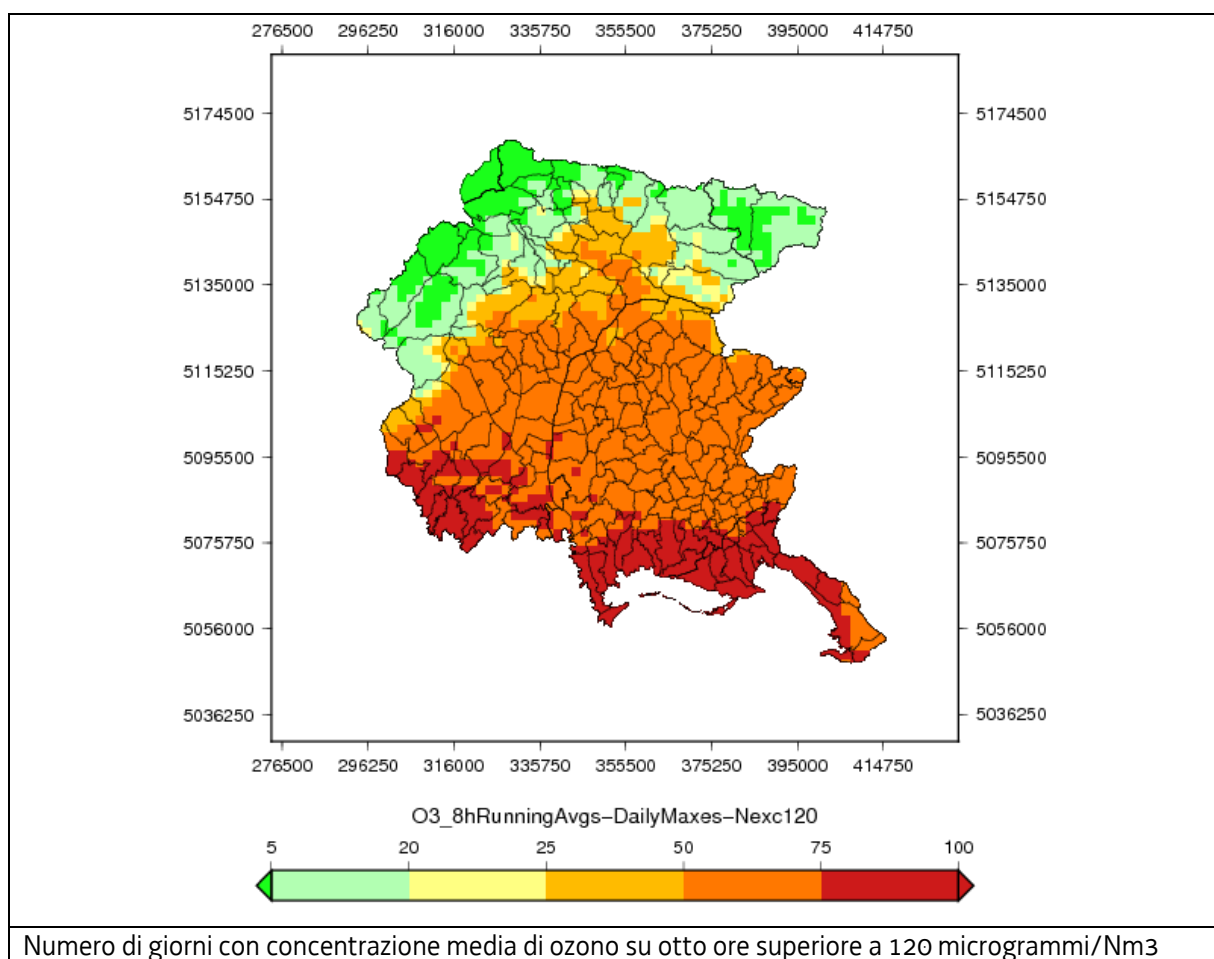 276500 296250 316000 335750 355500 375250 395000 414750
5174500 5174500
5154750 5154750
5135000 5135000
5115250 5115250
5095500 5095500
5075750 5075750
5056000 5056000
5036250 5036250
276500 296250 316000 335750 355500 375250 395000 414750
O3_8hRunningAvgs-DailyMaxes-Nexc120
5 20 25 50 75 100
Numero di giorni con concentrazione media di ozono su otto ore superiore a 120 microgrammi/Nm3